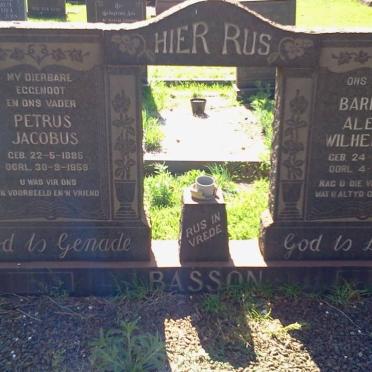 HIER RUS
MY DIERBARE
EGGENOOT
EN ONS VADER
PETRUS
JACOBUS
GEB. 22-5-1885
OORL. 30-9-1959
U WAS VIR ONS
'N VOORBEELD EN 'N VRIEND
Is Genade
RUS IN
VREDE
ONS
BAR
ALE
WILHE
GEB. 24
OORL. 4
NAG U DIE V
WAT U ALTYD G
God Is
BASSON